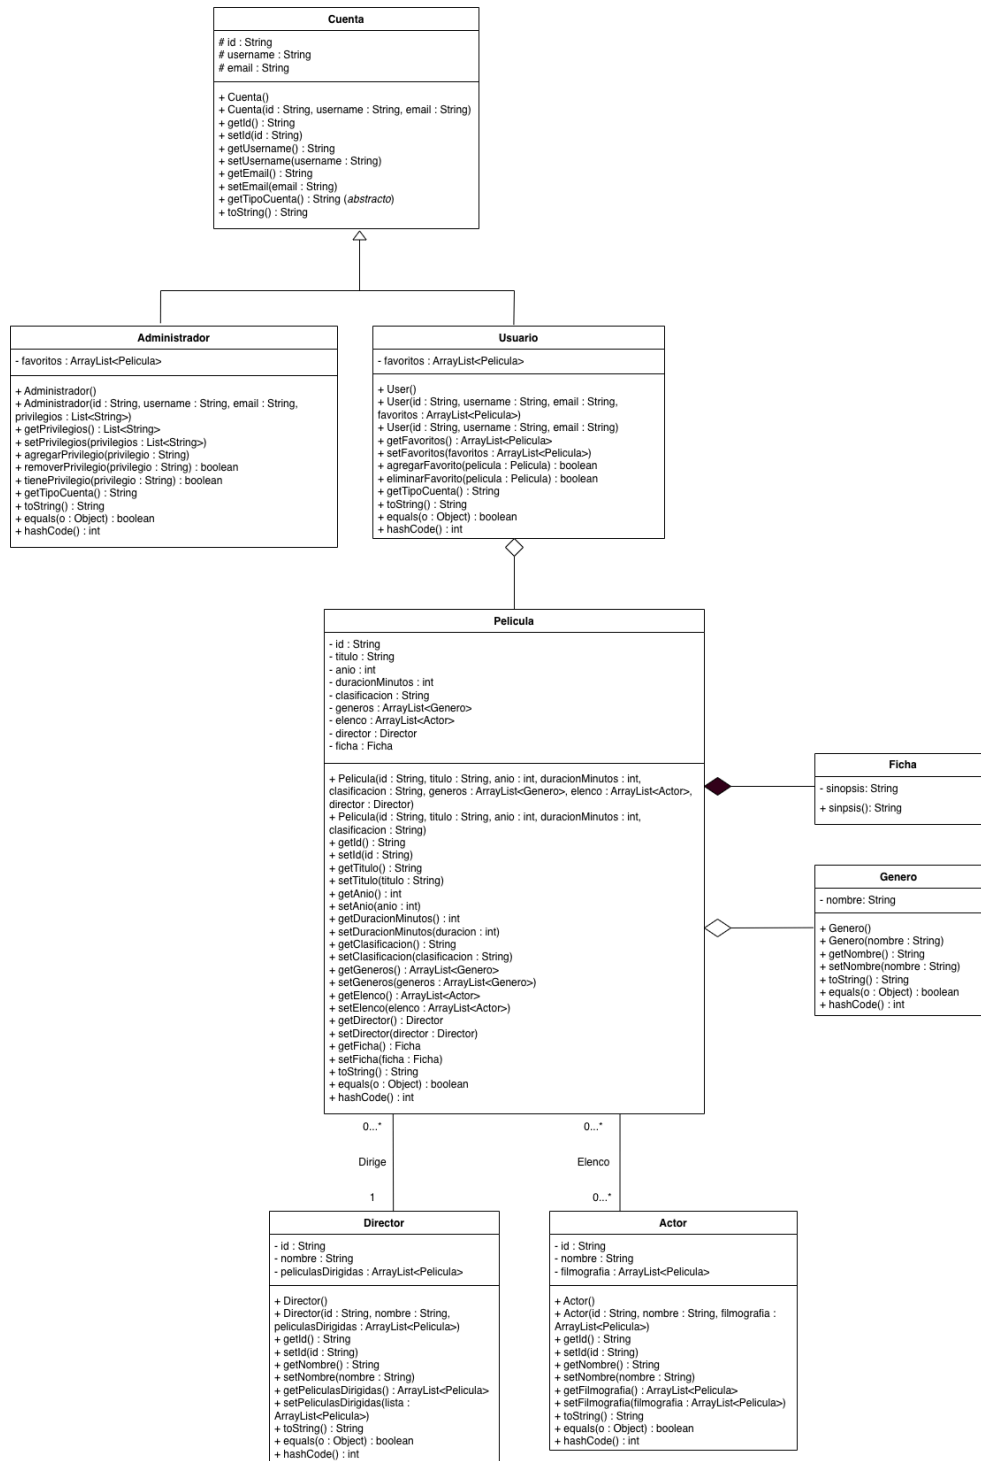 Cuenta
# id : String
# username : String
# email : String
+ Cuenta()
+ Cuenta(id : String, username : String, email : String)
+ getId() : String
+ setId(id : String)
+ getUsername() : String
+ setUsername(username : String)
+ getEmail() : String
+ setEmail(email : String)
+ getTipoCuenta() : String (abstracto)
+ toString() : String
Administrador
- favoritos : ArrayList<Pelicula>
+ Administrador()
+ Administrador(id : String, username : String, email : String,
privilegios : List<String>)
+ getPrivilegios() : List<String>
+ setPrivilegios(privilegios : List<String>)
+ agregarPrivilegio(privilegio : String)
+ removerPrivilegio(privilegio : String) : boolean
+ tienePrivilegio(privilegio : String) : boolean
+ getTipoCuenta() : String
+ toString() : String
+ equals(o : Object) : boolean
+ hashCode() : int
Usuario
- favoritos : ArrayList<Pelicula>
+ User()
+ User(id : String, username : String, email : String,
favoritos : ArrayList<Pelicula>)
+ User(id : String, username : String, email : String)
+ getFavoritos() : ArrayList<Pelicula>
+ setFavoritos(favoritos : ArrayList<Pelicula>)
+ agregarFavorito(pelicula : Pelicula) : boolean
+ eliminarFavorito(pelicula : Pelicula) : boolean
+ getTipoCuenta() : String
+ toString() : String
+ equals(o : Object) : boolean
+ hashCode() : int
Pelicula
- id : String
- titulo : String
- anio : int
- duracionMinutos : int
- clasificacion : String
- generos : ArrayList<Genero>
- elenco : ArrayList<Actor>
- director : Director
- ficha : Ficha
+ Pelicula(id : String, titulo : String, anio : int, duracionMinutos : int,
clasificacion : String, generos : ArrayList<Genero>, elenco : ArrayList<Actor>,
director : Director)
+ Pelicula(id : String, titulo : String, anio : int, duracionMinutos : int,
clasificacion : String)
+ getId() : String
+ setId(id : String)
+ getTitulo() : String
+ setTitulo(titulo : String)
+ getAnio() : int
+ setAnio(anio : int)
+ getDuracionMinutos() : int
+ setDuracionMinutos(duracion : int)
+ getClasificacion() : String
+ setClasificacion(clasificacion : String)
+ getGeneros() : ArrayList<Genero>
+ setGeneros(generos : ArrayList<Genero>)
+ getElenco() : ArrayList<Actor>
+ setElenco(elenco : ArrayList<Actor>)
+ getDirector() : Director
+ setDirector(director : Director)
+ getFicha() : Ficha
+ setFicha(ficha : Ficha)
+ toString() : String
+ equals(o : Object) : boolean
+ hashCode() : int
Ficha
- sinopsis: String
+ sinpsis(): String
Genero
- nombre: String
+ Genero()
+ Genero(nombre : String)
+ getNombre() : String
+ setNombre(nombre : String)
+ toString() : String
+ equals(o : Object) : boolean
+ hashCode() : int
0...*
Dirige
1
0...*
Elenco
0...*
Director
- id : String
- nombre : String
- peliculasDirigidas : ArrayList<Pelicula>
+ Director()
+ Director(id : String, nombre : String,
peliculasDirigidas : ArrayList<Pelicula>)
+ getId() : String
+ setId(id : String)
+ getNombre() : String
+ setNombre(nombre : String)
+ getPeliculasDirigidas() : ArrayList<Pelicula>
+ setPeliculasDirigidas(lista :
ArrayList<Pelicula>)
+ toString() : String
+ equals(o : Object) : boolean
+ hashCode() : int
Actor
- id : String
- nombre : String
- filmografia : ArrayList<Pelicula>
+ Actor()
+ Actor(id : String, nombre : String, filmografia :
ArrayList<Pelicula>)
+ getId() : String
+ setId(id : String)
+ getNombre() : String
+ setNombre(nombre : String)
+ getFilmografia() : ArrayList<Pelicula>
+ setFilmografia(filmografia : ArrayList<Pelicula>)
+ toString() : String
+ equals(o : Object) : boolean
+ hashCode() : int